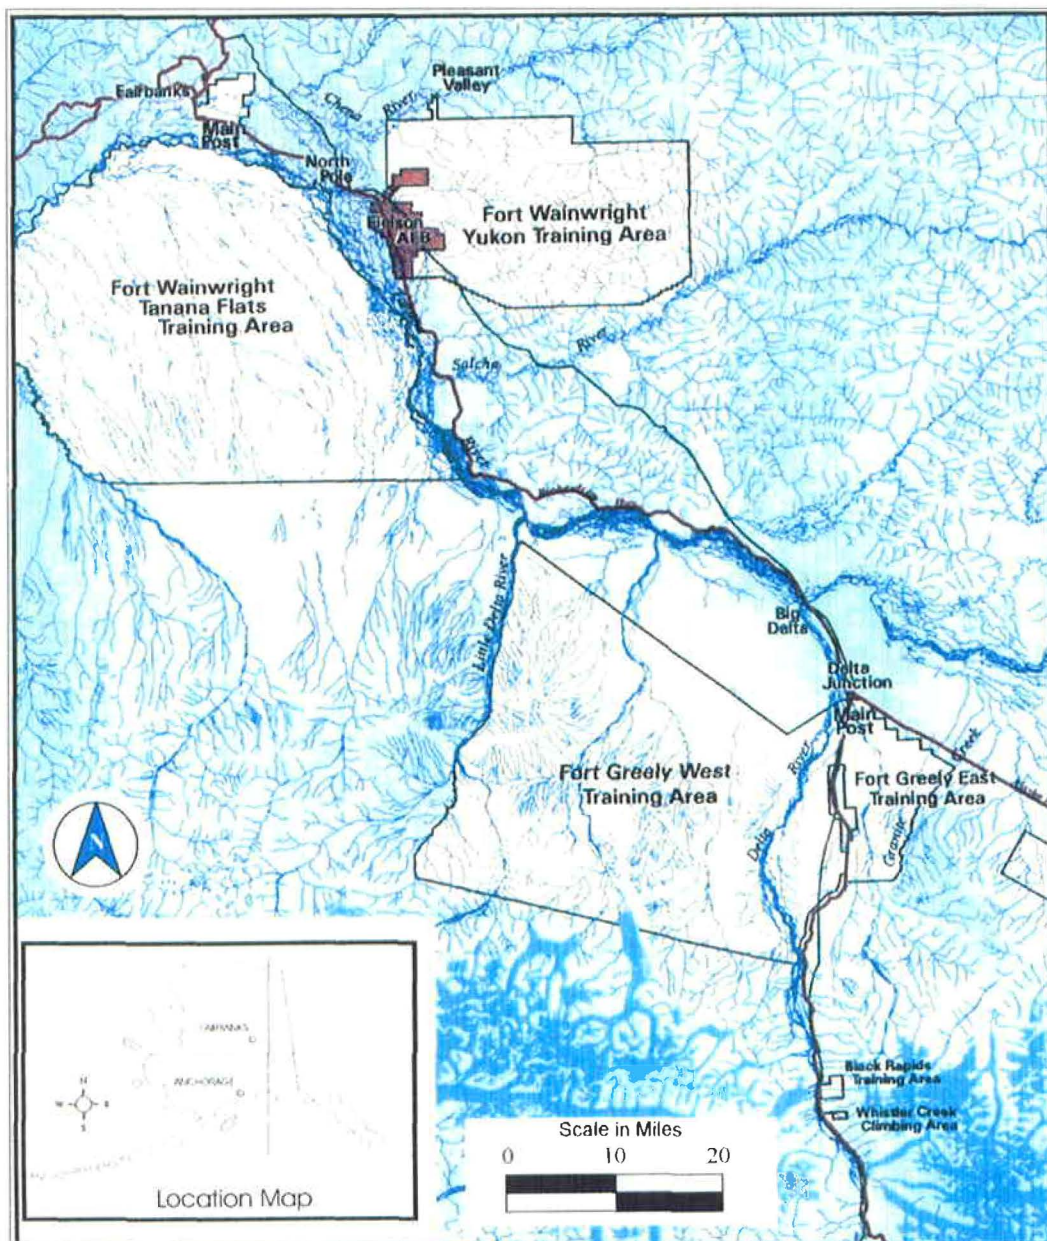 Pleasant
Valley
Fairbanks
Chena
River
Main
Post
North
Pole
Eielson
AFB
Fort Wainwright
Yukon Training Area
Fort Wainwright
Tanana Flats
Training Area
River
Salcha
River
Little Delta River
Big
Delta
Delta
Junction
Main
Post
River
Creek
Fort Greely West
Training Area
Fort Greely East
Training Area
Delta
Granite
N
FAIRBANKS
ANCHORAGE
N
W
E
S
Location Map
Black Rapids
Training Area
Whistler Creek
Climbing Area
Scale in Miles
0 10 20